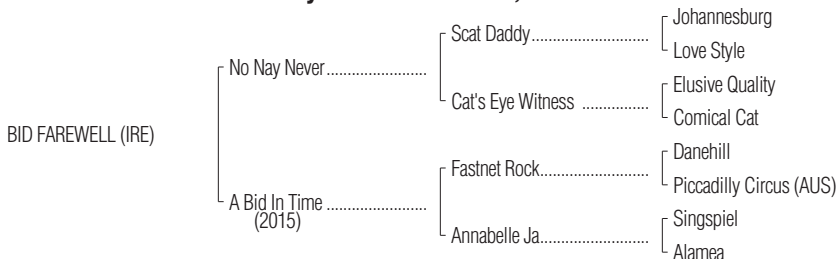 Johannesburg
Scat Daddy
Love Style
No Nay Never
Elusive Quality
Cat's Eye Witness
Comical Cat
BID FAREWELL (IRE)
Danehill
Fastnet Rock
Piccadilly Circus (AUS)
A Bid In Time
(2015)
Singspiel
Annabelle Ja
Alamea